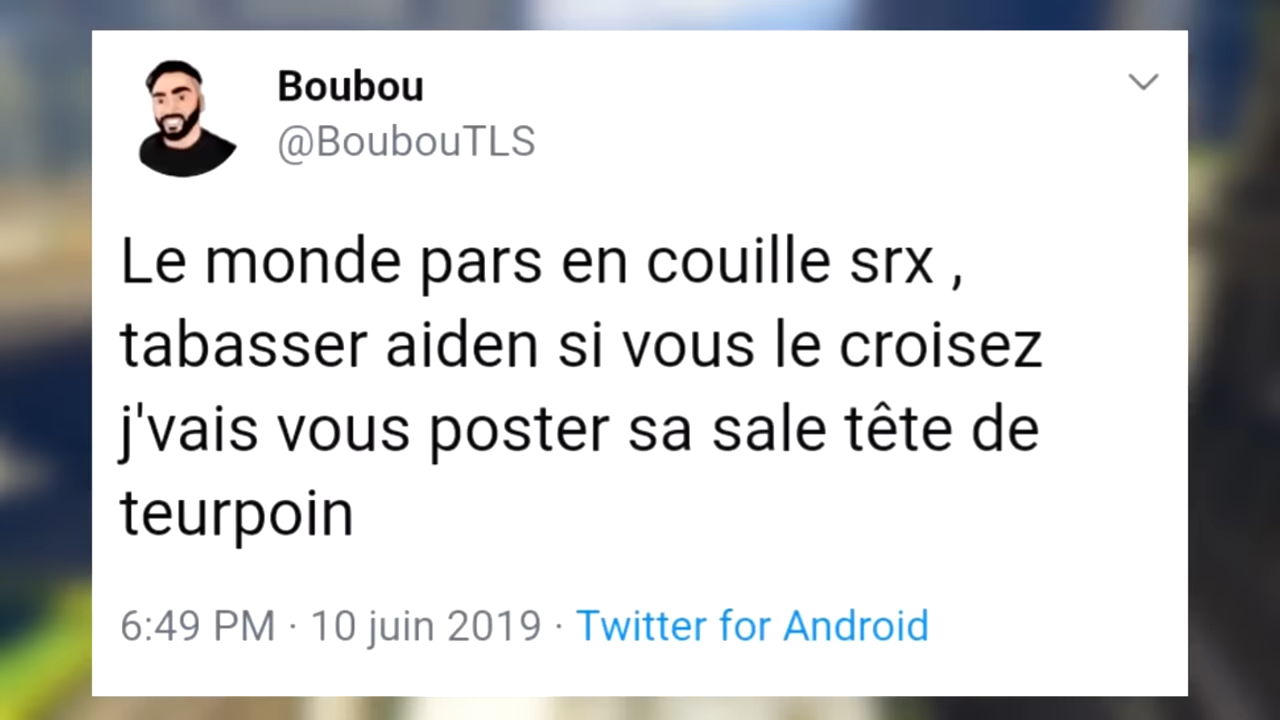 Boubou
@BoubouTLS
Le monde pars en couille srx ,
tabasser aiden si vous le croisez
j'vais vous poster sa sale tête de
teurpoin
6:49 PM · 10 juin 2019 · Twitter for Android